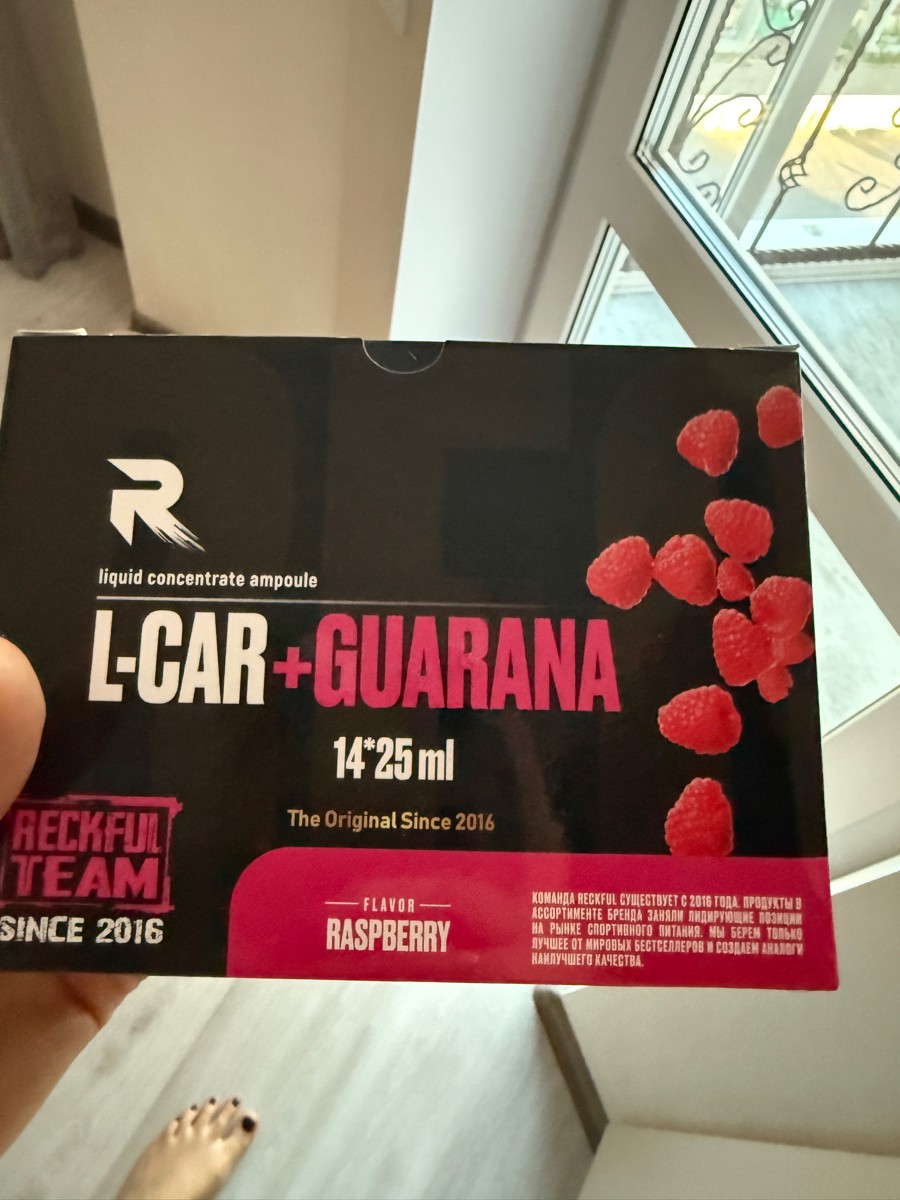 liquid concentrate ampoule
L-CAR+GUARANA
14*25 ml
The Original Since 2016
RECKFUL
TEAM
SINCE 2016
FLAVOR
RASPBERRY
КОМАНДА RECKFUL СУЩЕСТВУЕТ С 2016 ГОДА. ПРОДУКТЫ В
АССОРТИМЕНТЕ БРЕНДА ЗАНЯЛИ ЛИДИРУЮЩИЕ ПОЗИЦИИ
НА РЫНКЕ СПОРТИВНОГО ПИТАНИЯ. МЫ БЕРЕМ ТОЛЬКО
ЛУЧШЕЕ ОТ МИРОВЫХ БЕСТСЕЛЛЕРОВ И СОЗДАЕМ АНАЛОГИ
НАИЛУЧШЕГО КАЧЕСТВА.